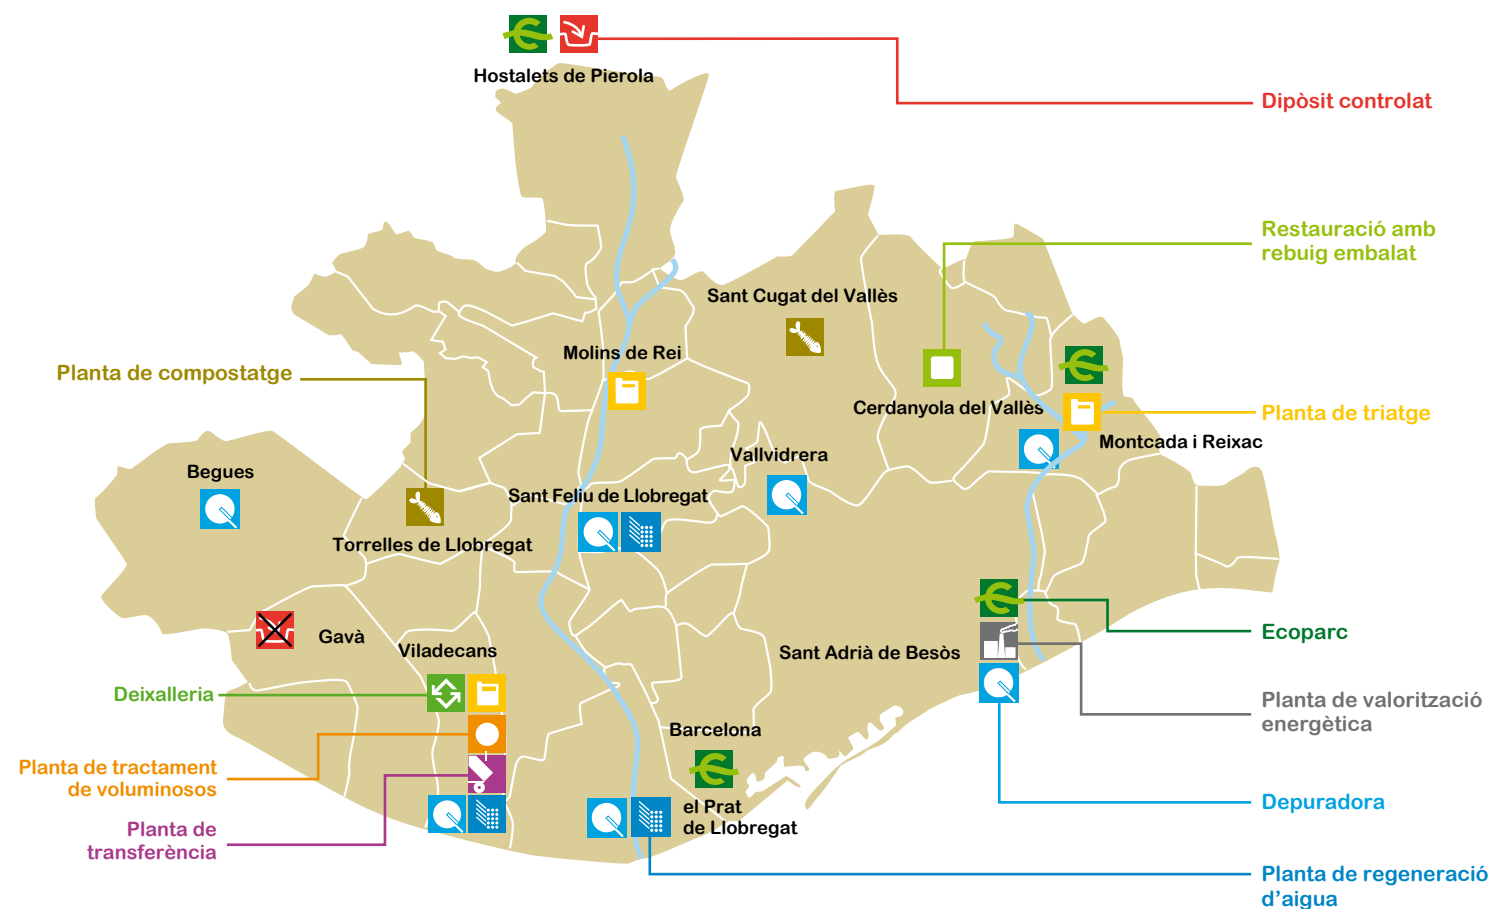 Hostalets de Pierola
Dipòsit controlat
Restauració amb
rebuig embalat
Sant Cugat del Vallès
Molins de Rei
Planta de compostatge
Cerdanyola del Vallès
Planta de triatge
Montcada i Reixac
Vallvidrera
Begues
Sant Feliu de Llobregat
Torrelles de Llobregat
Gavà
Viladecans
Sant Adrià de Besòs
Ecoparc
Deixalleria
Planta de valorització
energètica
Barcelona
Planta de tractament
de voluminosos
el Prat
de Llobregat
Depuradora
Planta de
transferència
Planta de regeneració
d’aigua